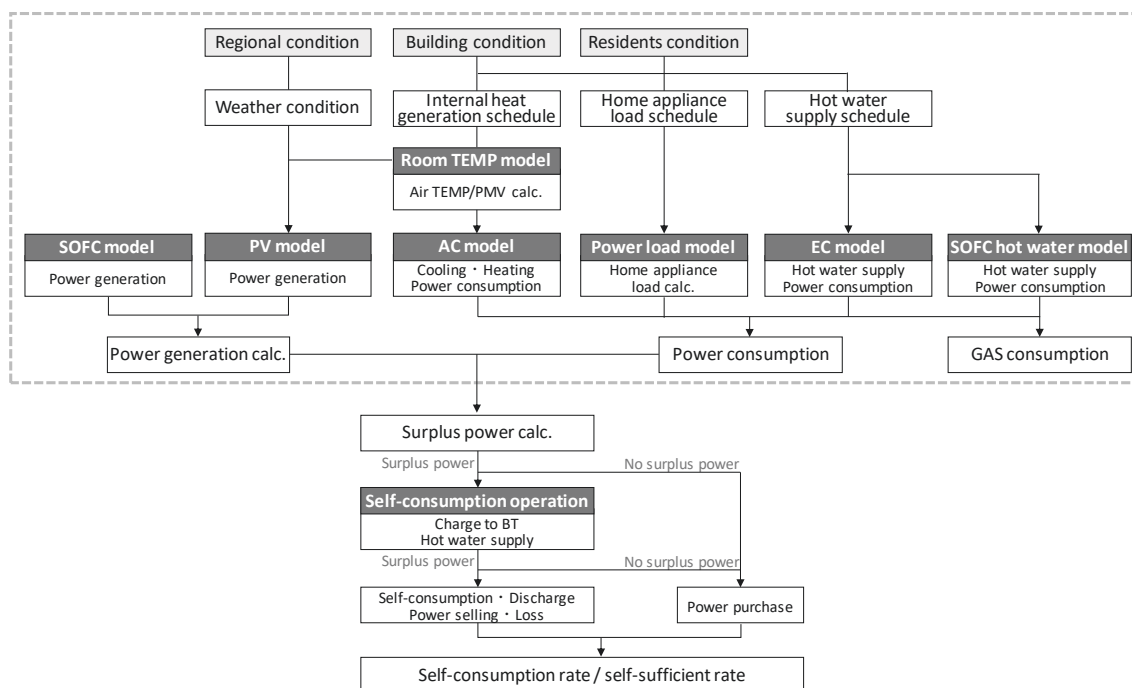 Regional condition
Building condition
Residents condition
Weather condition
Internal heat
generation schedule
Home appliance
load schedule
Hot water
supply schedule
Room TEMP model
Air TEMP/PMV calc.
SOFC model
Power generation
PV model
Power generation
AC model
Cooling・Heating
Power consumption
Power load model
Home appliance
load calc.
EC model
Hot water supply
Power consumption
SOFC hot water model
Hot water supply
Power consumption
Power generation calc.
Power consumption
GAS consumption
Surplus power calc.
Surplus power
No surplus power
Self-consumption operation
Charge to BT
Hot water supply
Surplus power
No surplus power
Self-consumption・Discharge
Power selling・Loss
Power purchase
Self-consumption rate / self-sufficient rate